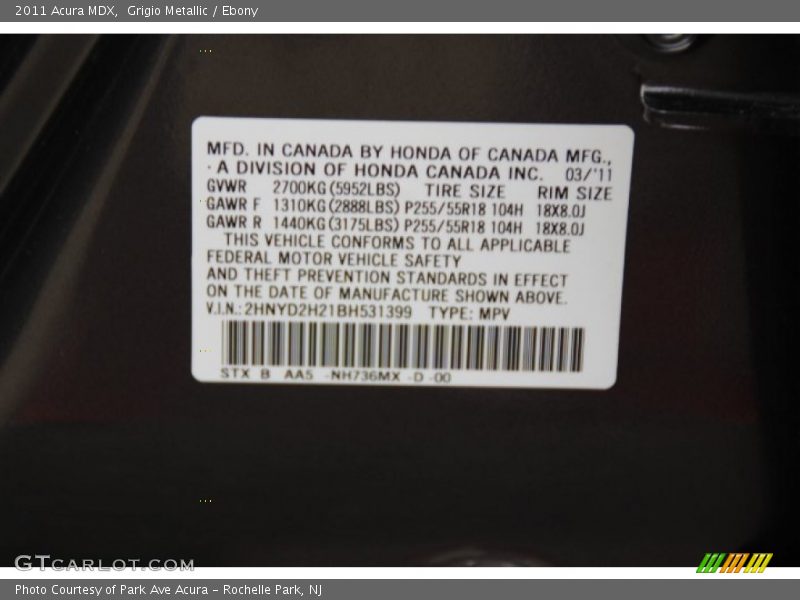 2011 Acura MDX, Grigio Metallic / Ebony
MFD. IN CANADA BY HONDA OF CANADA MFG.,
A DIVISION OF HONDA CANADA INC. 03/'11
GVWR 2700KG (5952LBS) TIRE SIZE RIM SIZE
GAWR F 1310KG (2888LBS) P255/55R18 104H 18X8.0J
GAWR R 1440KG (3175LBS) P255/55R18 104H 18X8.0J
THIS VEHICLE CONFORMS TO ALL APPLICABLE
FEDERAL MOTOR VEHICLE SAFETY
AND THEFT PREVENTION STANDARDS IN EFFECT
ON THE DATE OF MANUFACTURE SHOWN ABOVE.
V.I.N.: 2HNYD2H21BH531399 TYPE: MPV
STX B AA5 -NH736MX -D -00
GTCARLOT.COM
Photo Courtesy of Park Ave Acura - Rochelle Park, NJ